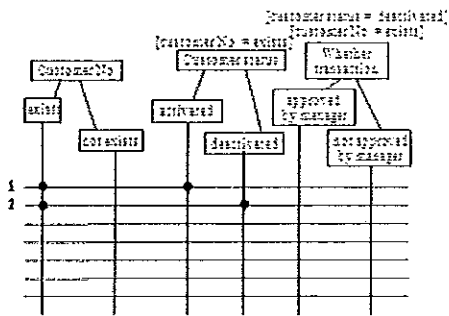 [customer status = deactivated]
[customerNo. = exists]
[customerNo. = exists]
Whether
transaction
CustomerNo.
Customer status
exists
activated
approved
by manager
not exists
deactivated
not approved
by manager
1
2